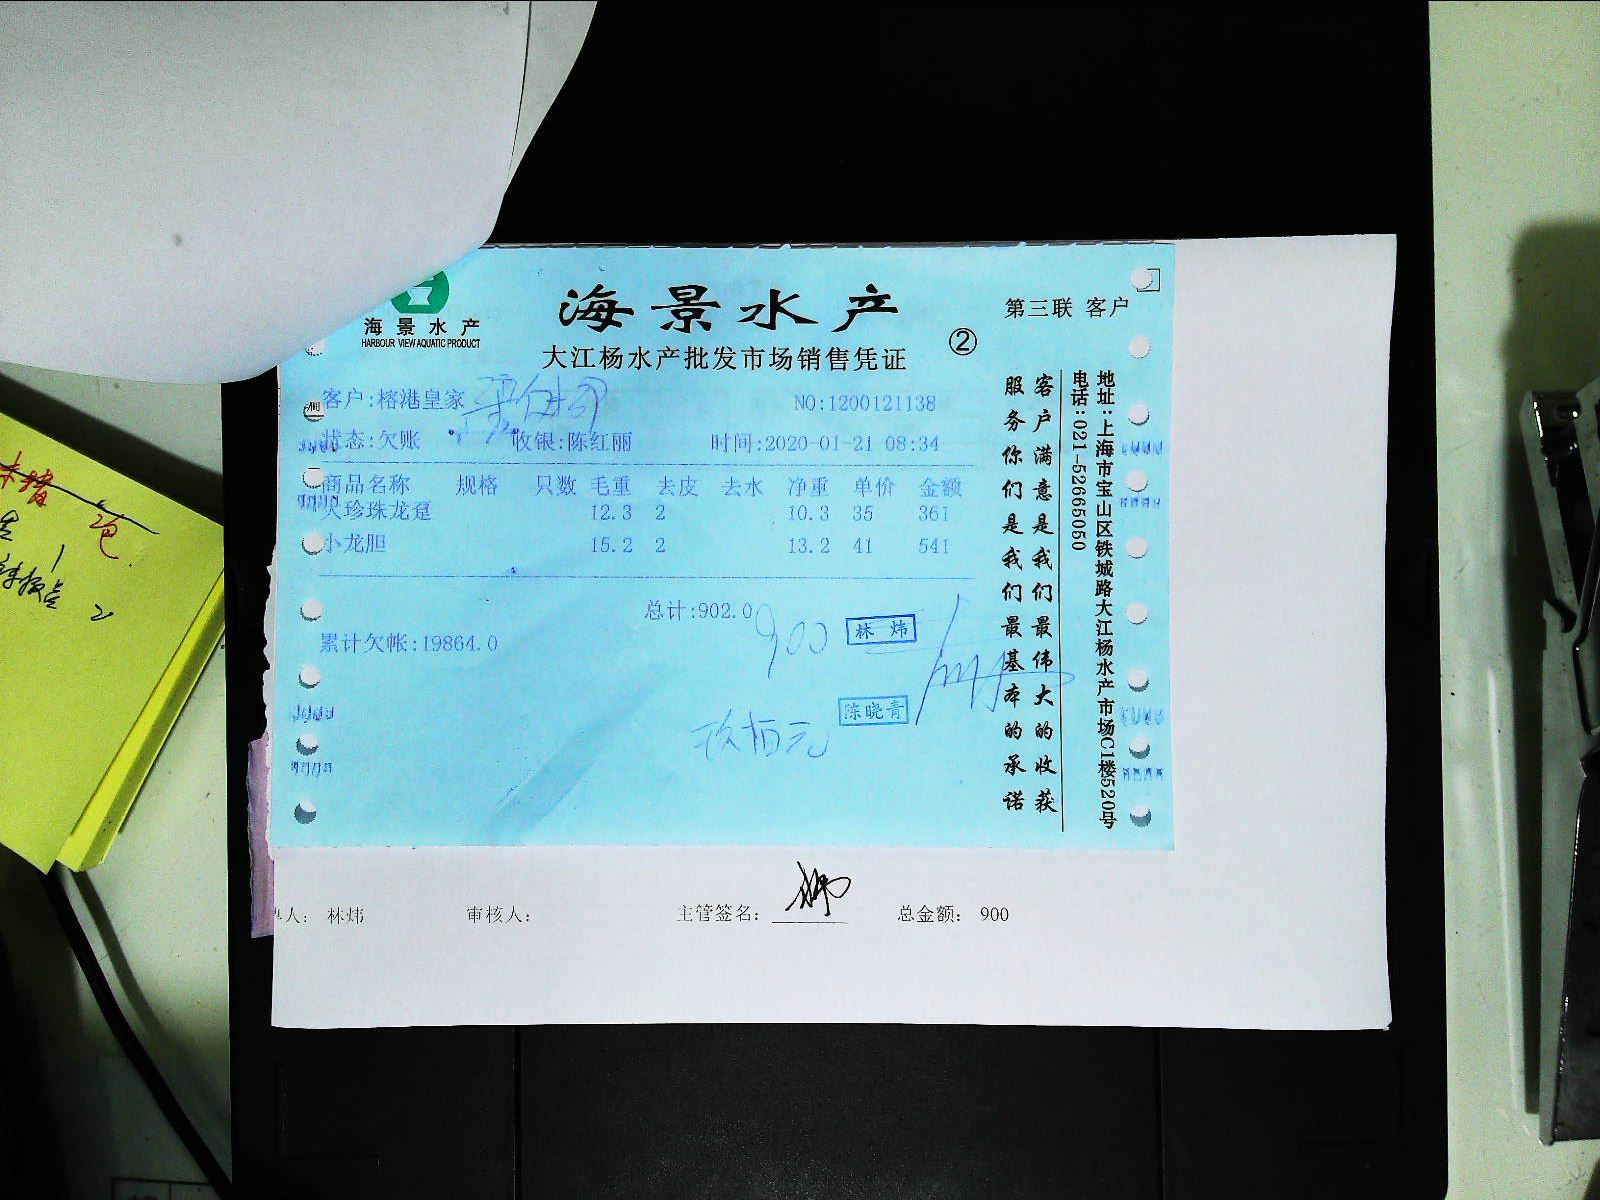 海景水产
HARBOUR VIEW AQUATIC PRODUCT
海景水产
大江杨水产批发市场销售凭证
②
第三联 客户
客户:榕港皇家
NO:1200121138
状态:欠账 收银:陈红丽 时间:2020-01-21 08:34
商品名称 规格 只数 毛重 去皮 去水 净重 单价 金额
大珍珠龙趸 12.3 2 10.3 35 361
小龙胆 15.2 2 13.2 41 541
总计:902.0
900
林炜
累计欠帐:19864.0
陈晓青
玖佰元
客户满意是我们最伟大的收获
服务你们是我们最基本的承诺
地址:上海市宝山区铁城路大江杨水产市场C1楼520号
电话:021-52665050
人: 林炜 审核人: 主管签名: 总金额: 900